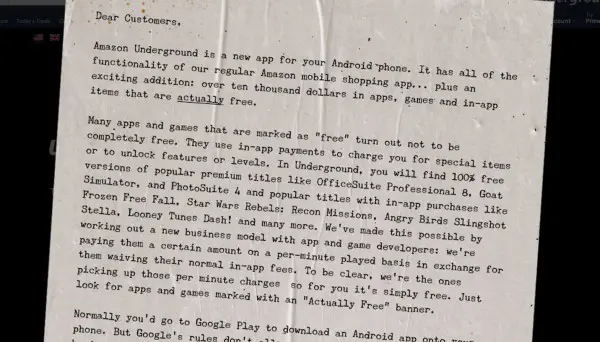 Dear Customers,
Amazon Underground is a new app for your Android phone. It has all of the
functionality of our regular Amazon mobile shopping app... plus an
exciting addition: over ten thousand dollars in apps, games and in-app
items that are actually free.
Many apps and games that are marked as "free" turn out not to be
completely free. They use in-app payments to charge you for special items
or to unlock features or levels. In Underground, you will find 100% free
versions of popular premium titles like OfficeSuite Professional 8, Goat
Simulator, and PhotoSuite 4 and popular titles with in-app purchases like
Frozen Free Fall, Star Wars Rebels: Recon Missions, Angry Birds Slingshot
Stella, Looney Tunes Dash! and many more. We've made this possible by
working out a new business model with app and game developers: we're
paying them a certain amount on a per-minute played basis in exchange for
them waiving their normal in-app fees. To be clear, we're the ones
picking up those per minute charges so for you it's simply free. Just
look for apps and games marked with an "Actually Free" banner.
Normally you'd go to Google Play to download an Android app onto your
phone. But Google's rules don't